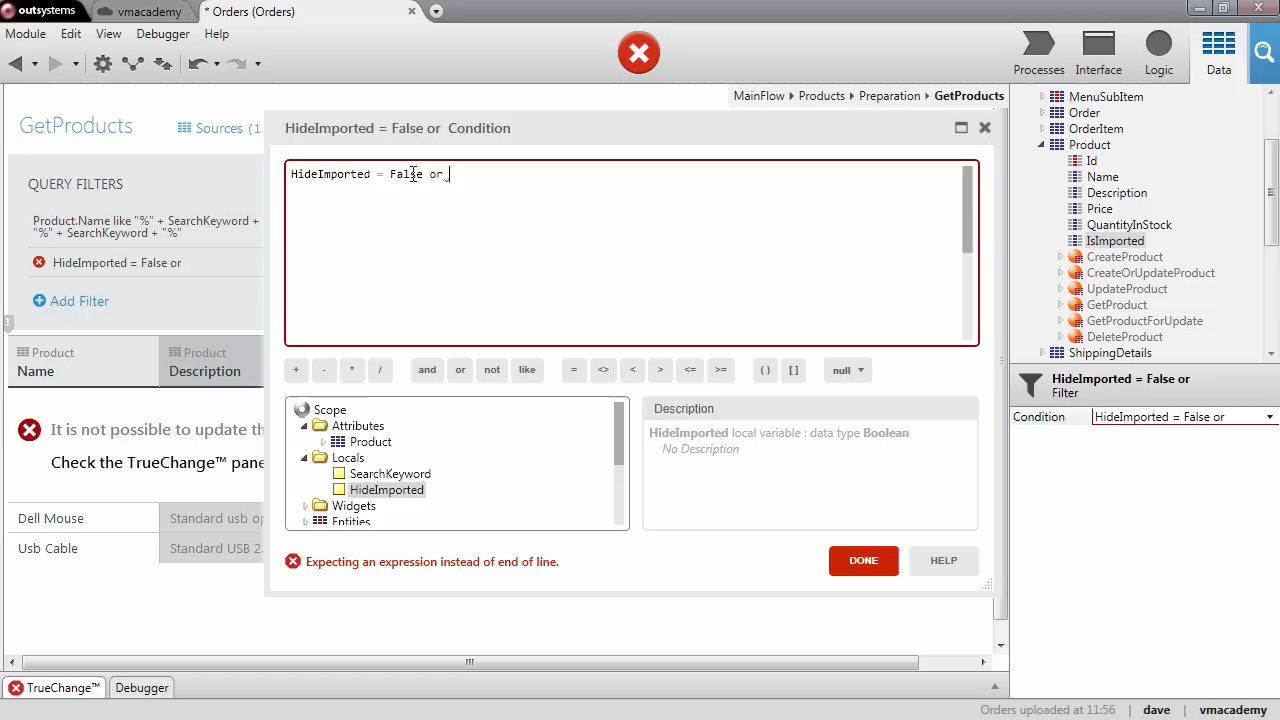 outsystems
vmacademy
* Orders (Orders)
Module
Edit
View
Debugger
Help
Processes
Interface
Logic
Data
MainFlow
Products
Preparation
GetProducts
GetProducts
Sources (1
QUERY FILTERS
Product.Name like "%" + SearchKeyword +
"%" + SearchKeyword + "%"
HideImported = False or
Add Filter
1
Product
Name
Product
Description
It is not possible to update th
Check the TrueChange™ pane
Dell Mouse
Standard usb op
Usb Cable
Standard USB 2.
HideImported = False or  Condition
HideImported = False or
+
-
*
/
and
or
not
like
=
<>
<
>
<=
>=
( )
[ ]
null
Scope
Attributes
Product
Locals
SearchKeyword
HideImported
Widgets
Entities
Description
HideImported local variable : data type Boolean
No Description
Expecting an expression instead of end of line.
DONE
HELP
MenuSubItem
Order
OrderItem
Product
Id
Name
Description
Price
QuantityInStock
IsImported
CreateProduct
CreateOrUpdateProduct
UpdateProduct
GetProduct
GetProductForUpdate
DeleteProduct
ShippingDetails
HideImported = False or
Filter
Condition
HideImported = False or
TrueChange™
Debugger
Orders uploaded at 11:56
dave
vmacademy